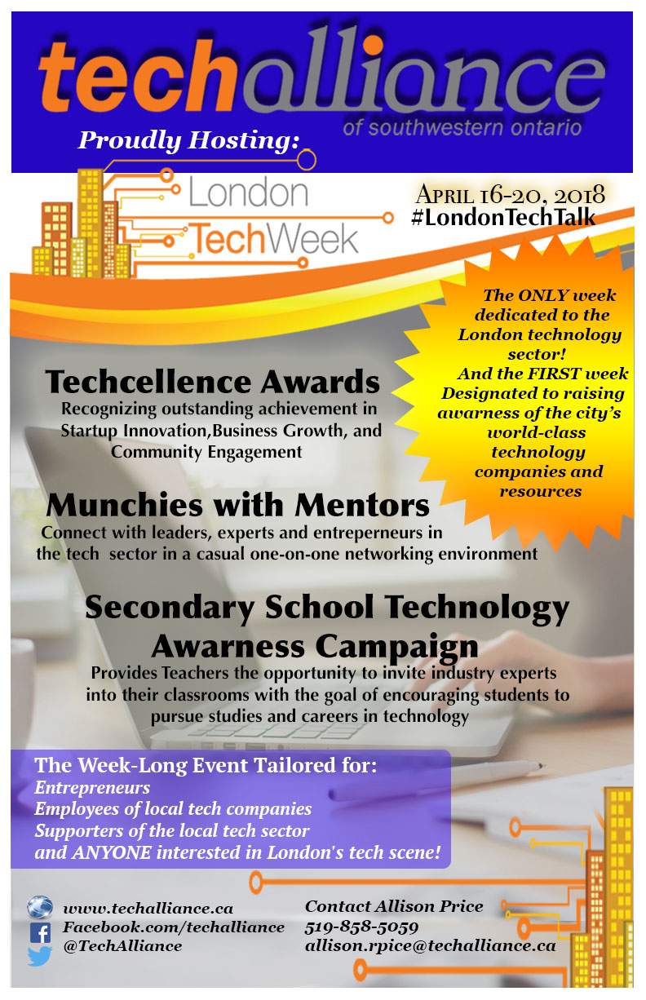 techalliance
of southwestern ontario
Proudly Hosting:
London
TechWeek
April 16-20, 2018
#LondonTechTalk
The ONLY week
dedicated to the
London technology
sector!
And the FIRST week
Designated to raising
awarness of the city’s
world-class
technology
companies and
resources
Techcellence Awards
Recognizing outstanding achievement in
Startup Innovation,Business Growth, and
Community Engagement
Munchies with Mentors
Connect with leaders, experts and entreperneurs in
the tech  sector in a casual one-on-one networking environment
Secondary School Technology
Awarness Campaign
Provides Teachers the opportunity to invite industry experts
into their classrooms with the goal of encouraging students to
pursue studies and careers in technology
The Week-Long Event Tailored for:
Entrepreneurs
Employees of local tech companies
Supporters of the local tech sector
and ANYONE interested in London's tech scene!
www.techalliance.ca
Facebook.com/techalliance
@TechAlliance
Contact Allison Price
519-858-5059
allison.rpice@techalliance.ca